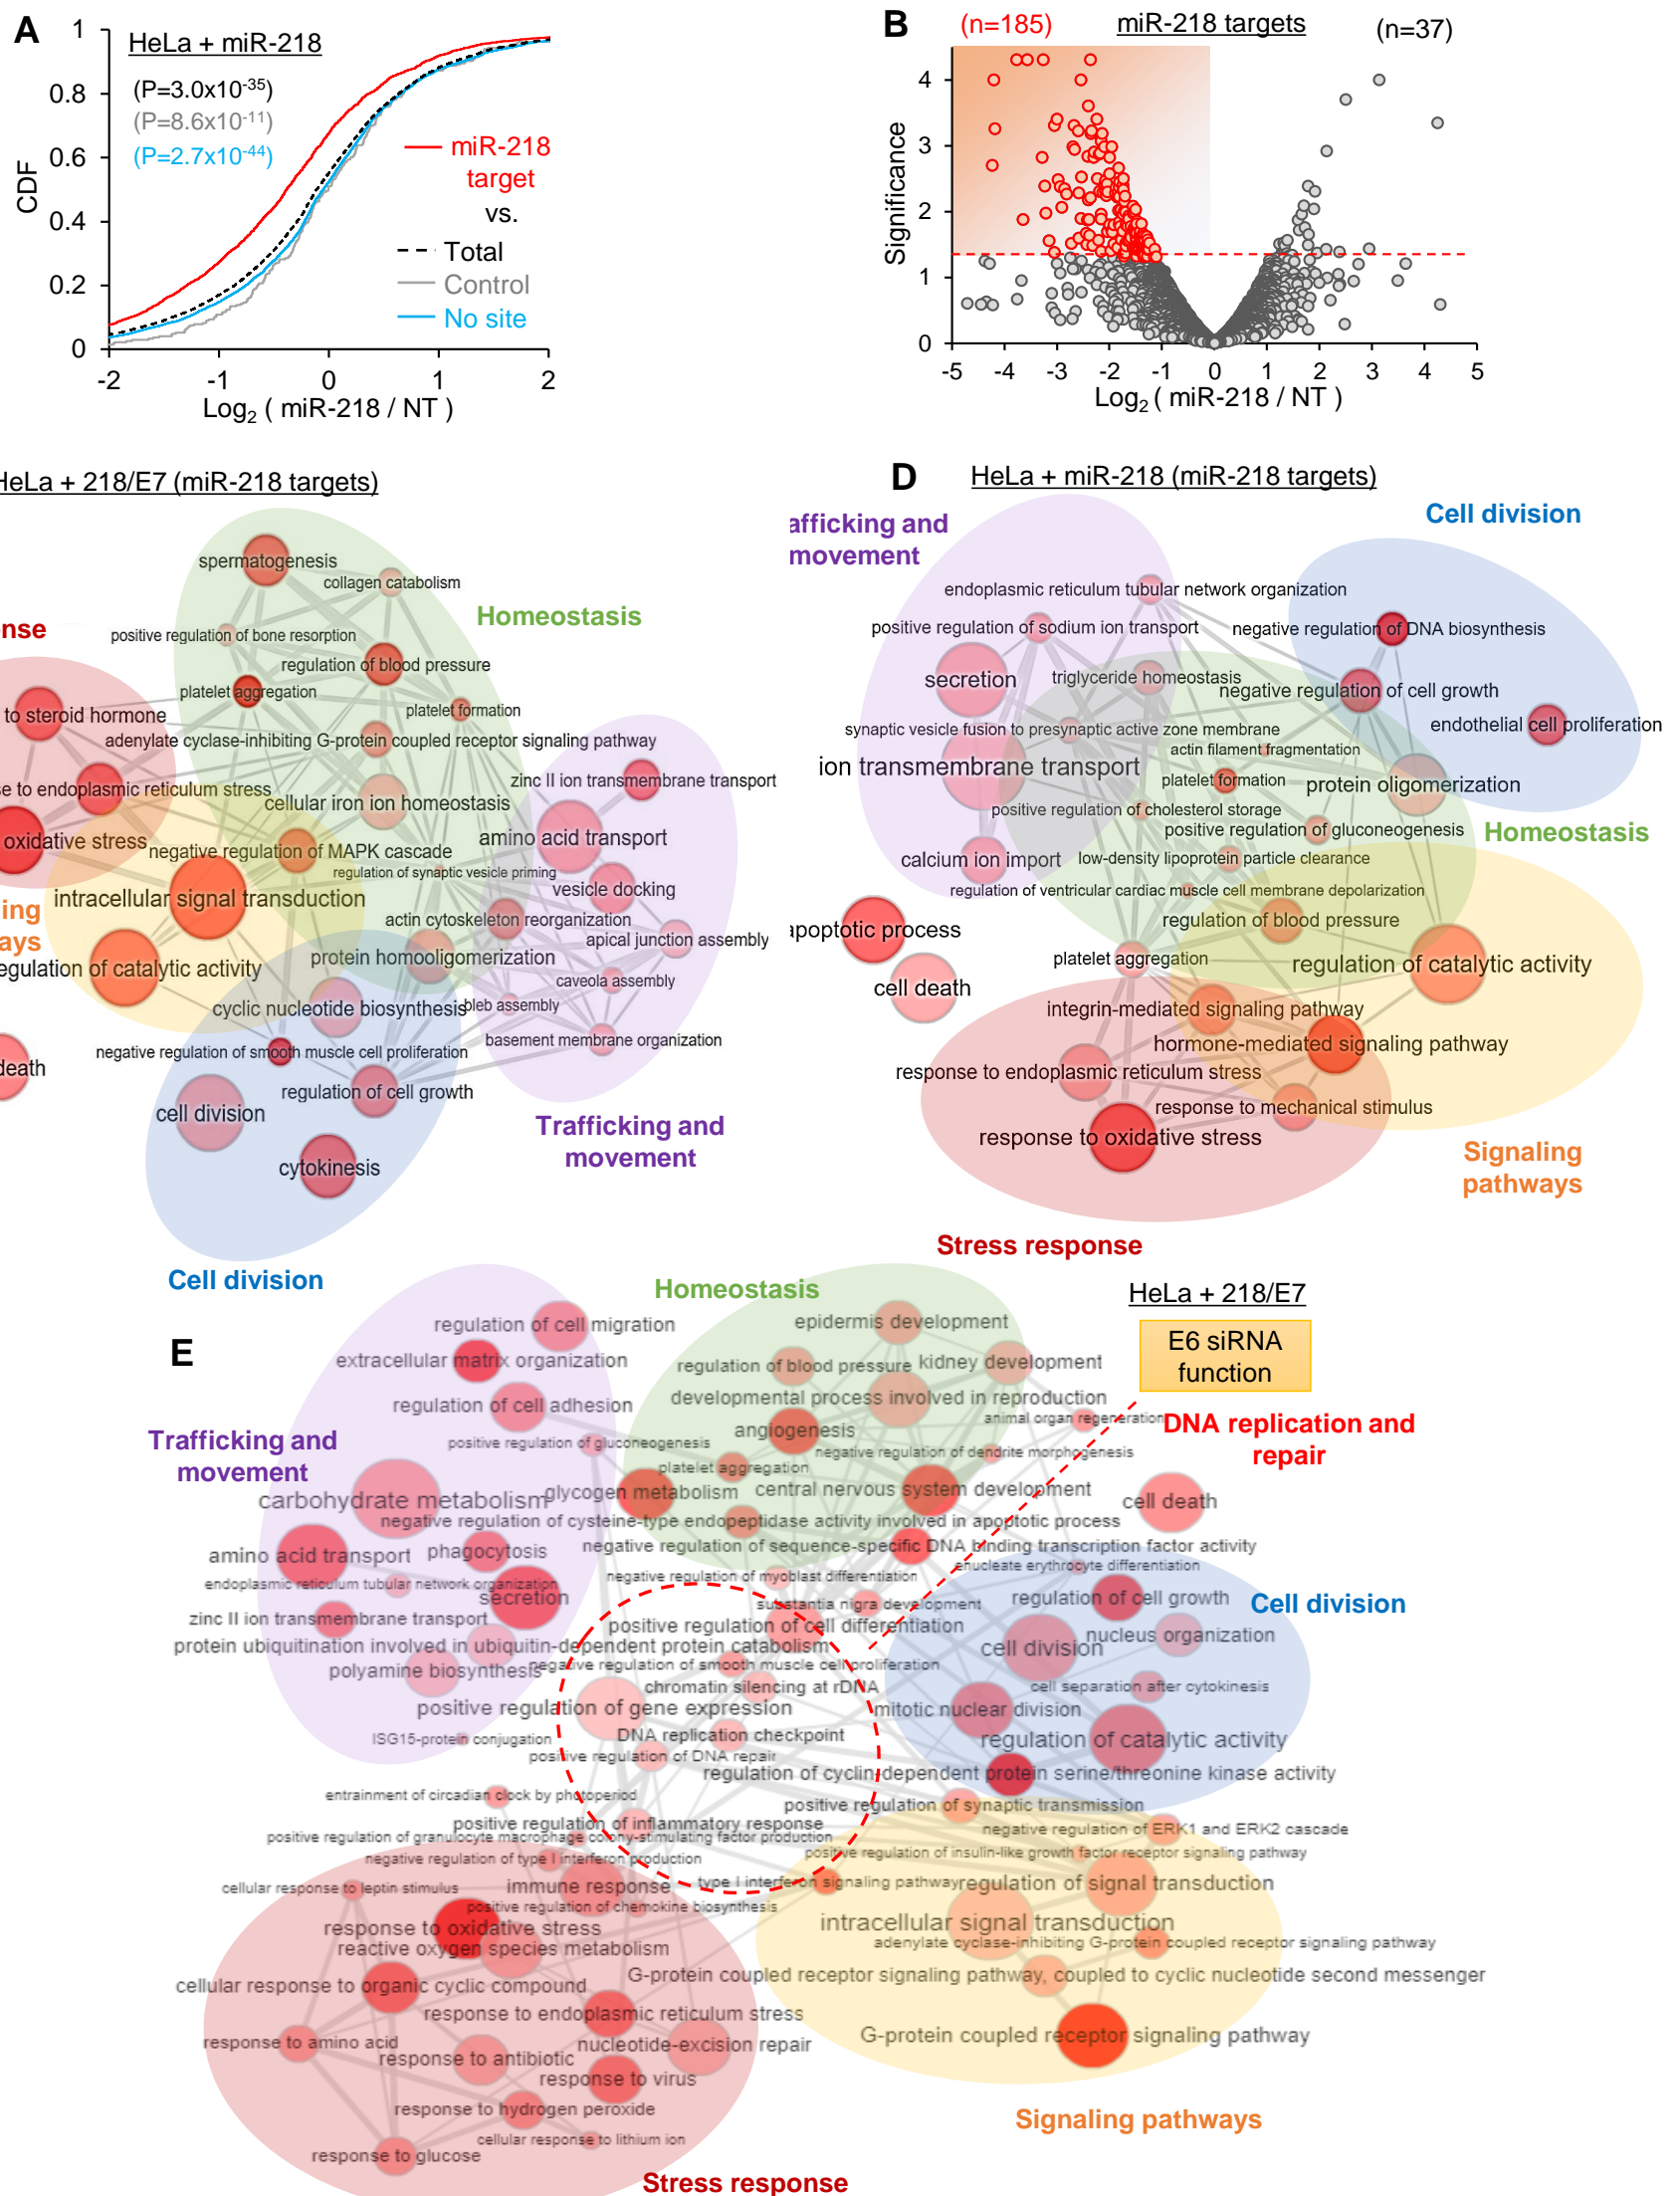 A
HeLa + miR-218
(P=3.0x10-35)
(P=8.6x10-11)
(P=2.7x10-44)
miR-218
target
vs.
Total
Control
No site
CDF
1
0.8
0.6
0.4
0.2
0
-2 -1 0 1 2
Log2 ( miR-218 / NT )
B
(n=185)
miR-218 targets
(n=37)
Significance
4
3
2
1
0
-5 -4 -3 -2 -1 0 1 2 3 4 5
Log2 ( miR-218 / NT )
HeLa + 218/E7 (miR-218 targets)
spermatogenesis
collagen catabolism
Homeostasis
nse
positive regulation of bone resorption
regulation of blood pressure
platelet aggregation
platelet formation
to steroid hormone
adenylate cyclase-inhibiting G-protein coupled receptor signaling pathway
zinc II ion transmembrane transport
se to endoplasmic reticulum stress
cellular iron ion homeostasis
amino acid transport
oxidative stress
negative regulation of MAPK cascade
regulation of synaptic vesicle priming
vesicle docking
intracellular signal transduction
ing
ays
actin cytoskeleton reorganization
apical junction assembly
protein homooligomerization
egulation of catalytic activity
caveola assembly
cyclic nucleotide biosynthesis
bleb assembly
basement membrane organization
negative regulation of smooth muscle cell proliferation
death
regulation of cell growth
cell division
Trafficking and
movement
cytokinesis
Cell division
D
HeLa + miR-218 (miR-218 targets)
afficking and
movement
Cell division
endoplasmic reticulum tubular network organization
positive regulation of sodium ion transport
negative regulation of DNA biosynthesis
secretion
triglyceride homeostasis
negative regulation of cell growth
endothelial cell proliferation
synaptic vesicle fusion to presynaptic active zone membrane
actin filament fragmentation
ion transmembrane transport
platelet formation
protein oligomerization
positive regulation of cholesterol storage
positive regulation of gluconeogenesis
Homeostasis
calcium ion import
low-density lipoprotein particle clearance
regulation of ventricular cardiac muscle cell membrane depolarization
regulation of blood pressure
apoptotic process
platelet aggregation
regulation of catalytic activity
cell death
integrin-mediated signaling pathway
hormone-mediated signaling pathway
response to endoplasmic reticulum stress
response to mechanical stimulus
response to oxidative stress
Signaling
pathways
Stress response
E
HeLa + 218/E7
E6 siRNA
function
Homeostasis
regulation of cell migration
epidermis development
extracellular matrix organization
regulation of blood pressure
kidney development
regulation of cell adhesion
developmental process involved in reproduction
animal organ regeneration
DNA replication and
repair
angiogenesis
Trafficking and
movement
positive regulation of gluconeogenesis
negative regulation of dendrite morphogenesis
platelet aggregation
carbohydrate metabolism
glycogen metabolism
central nervous system development
cell death
negative regulation of cysteine-type endopeptidase activity involved in apoptotic process
amino acid transport
phagocytosis
negative regulation of sequence-specific DNA binding transcription factor activity
enucleate erythrocyte differentiation
endoplasmic reticulum tubular network organization
negative regulation of myoblast differentiation
secretion
substantia nigra development
regulation of cell growth
Cell division
zinc II ion transmembrane transport
positive regulation of cell differentiation
nucleus organization
protein ubiquitination involved in ubiquitin-dependent protein catabolism
cell division
polyamine biosynthesis
negative regulation of smooth muscle cell proliferation
chromatin silencing at rDNA
cell separation after cytokinesis
positive regulation of gene expression
mitotic nuclear division
ISG15-protein conjugation
DNA replication checkpoint
regulation of catalytic activity
positive regulation of DNA repair
regulation of cyclin-dependent protein serine/threonine kinase activity
entrainment of circadian clock by photoperiod
positive regulation of synaptic transmission
positive regulation of inflammatory response
negative regulation of ERK1 and ERK2 cascade
positive regulation of granulocyte macrophage colony-stimulating factor production
positive regulation of insulin-like growth factor receptor signaling pathway
negative regulation of type I interferon production
cellular response to leptin stimulus
immune response
type I interferon signaling pathway
regulation of signal transduction
positive regulation of chemokine biosynthesis
response to oxidative stress
intracellular signal transduction
reactive oxygen species metabolism
adenylate cyclase-inhibiting G-protein coupled receptor signaling pathway
cellular response to organic cyclic compound
G-protein coupled receptor signaling pathway, coupled to cyclic nucleotide second messenger
response to endoplasmic reticulum stress
response to amino acid
nucleotide-excision repair
G-protein coupled receptor signaling pathway
response to antibiotic
response to virus
response to hydrogen peroxide
cellular response to lithium ion
response to glucose
Signaling pathways
Stress response